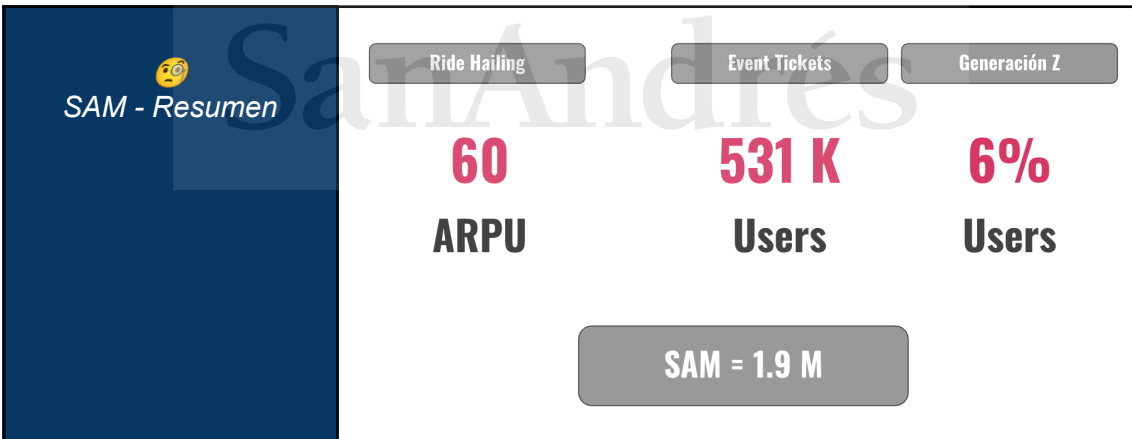 SanAndrés
🧐
SAM - Resumen
Ride Hailing
Event Tickets
Generación Z
60
531 K
6%
ARPU
Users
Users
SAM = 1.9 M